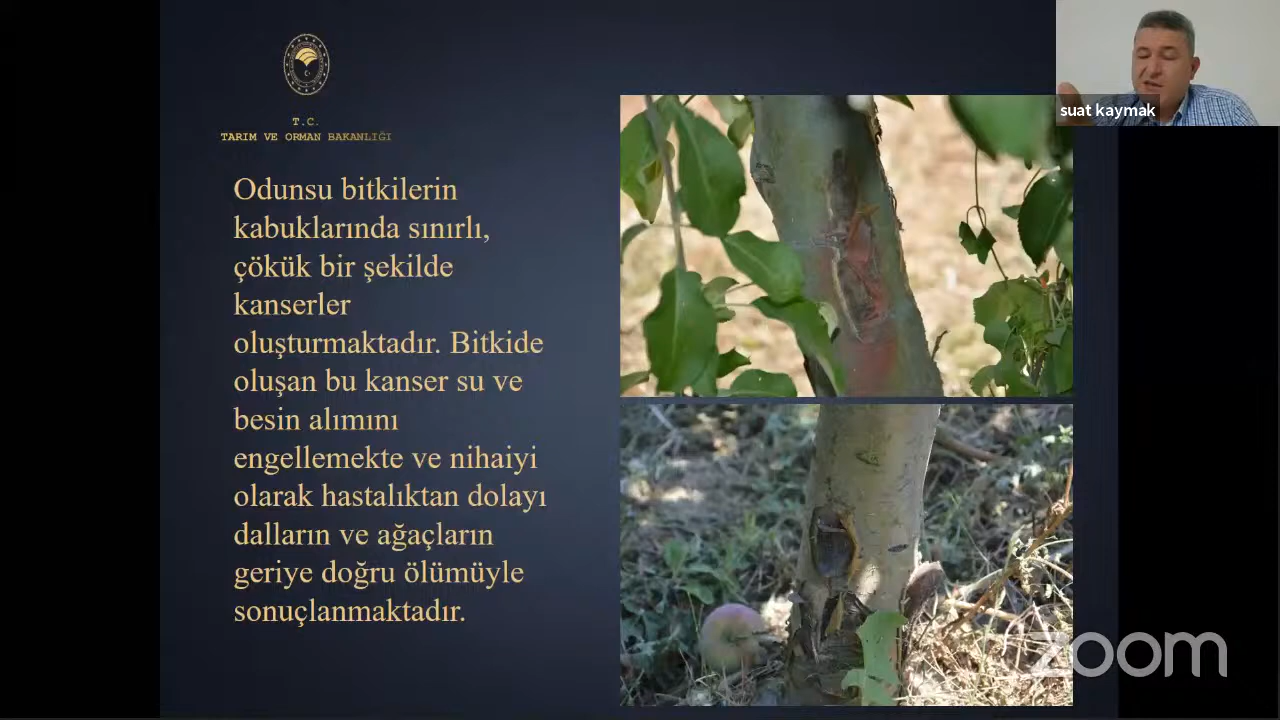 T.C.
TARIM VE ORMAN BAKANLIĞI
suat kaymak
Odunsu bitkilerin
kabuklarında sınırlı,
çökük bir şekilde
kanserler
oluşturmaktadır. Bitkide
oluşan bu kanser su ve
besin alımını
engellemekte ve nihaiyi
olarak hastalıktan dolayı
dalların ve ağaçların
geriye doğru ölümüyle
sonuçlanmaktadır.
zoom